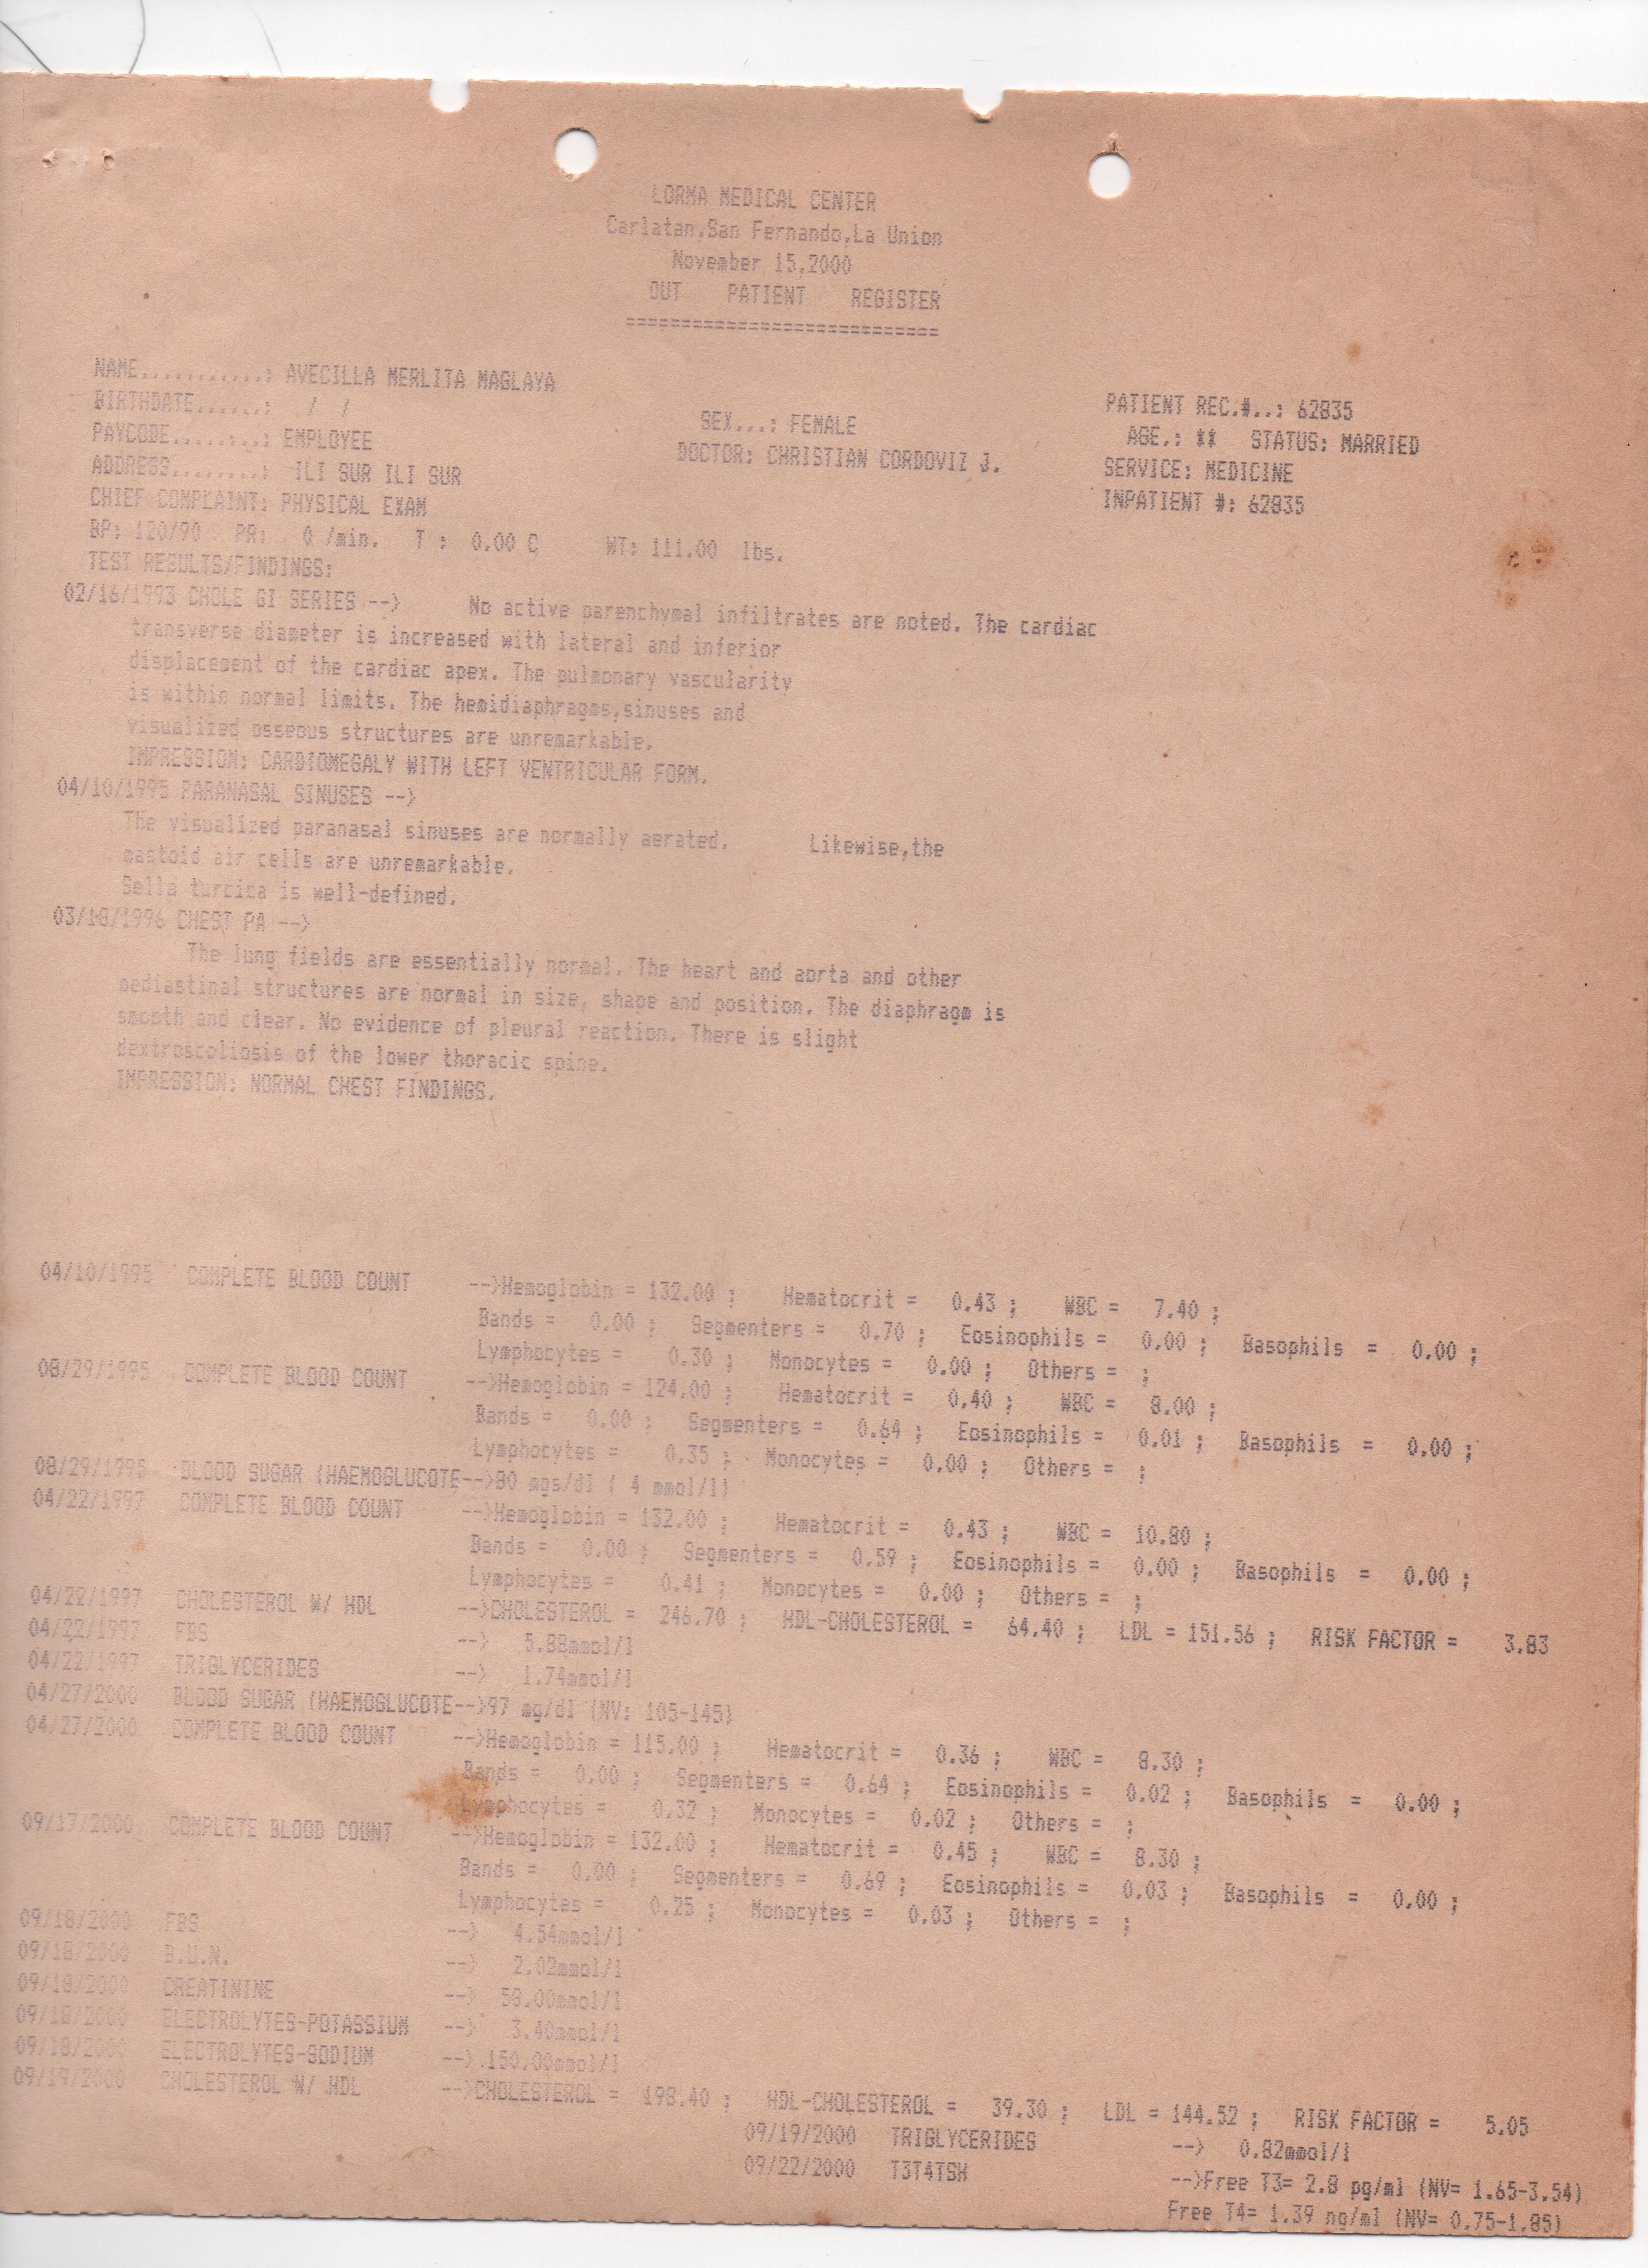 LORMA MEDICAL CENTER
Carlatan,San Fernando,La Union
November 15,2000
OUT PATIENT REGISTER
============================
NAME...........: AVECILLA MERLITA MAGLAYA
BIRTHDATE......: / / SEX...: FEMALE PATIENT REC.#..: 62835
PAYCODE........: EMPLOYEE DOCTOR: CHRISTIAN CORDOVIZ J. AGE.: ** STATUS: MARRIED
ADDRESS........: ILI SUR ILI SUR SERVICE: MEDICINE
CHIEF COMPLAINT: PHYSICAL EXAM INPATIENT #: 62835
BP: 120/90 PR: 0 /min. T : 0.00 C WT: 111.00 lbs.
TEST RESULTS/FINDINGS:
02/16/1993 CHOLE GI SERIES --> No active parenchymal infiltrates are noted. The cardiac
transverse diameter is increased with lateral and inferior
displacement of the cardiac apex. The pulmonary vascularity
is within normal limits. The hemidiaphragms,sinuses and
visualized osseous structures are unremarkable.
IMPRESSION: CARDIOMEGALY WITH LEFT VENTRICULAR FORM.
04/10/1995 PARANASAL SINUSES -->
The visualized paranasal sinuses are normally aerated. Likewise,the
mastoid air cells are unremarkable.
Sella turcica is well-defined.
03/18/1996 CHEST PA -->
The lung fields are essentially normal. The heart and aorta and other
mediastinal structures are normal in size, shape and position. The diaphragm is
smooth and clear. No evidence of pleural reaction. There is slight
dextroscoliosis of the lower thoracic spine.
IMPRESSION: NORMAL CHEST FINDINGS.
04/10/1995 COMPLETE BLOOD COUNT -->Hemoglobin = 132.00 ; Hematocrit = 0.43 ; WBC = 7.40 ;
Bands = 0.00 ; Segmenters = 0.70 ; Eosinophils = 0.00 ; Basophils = 0.00 ;
Lymphocytes = 0.30 ; Monocytes = 0.00 ; Others = ;
08/29/1995 COMPLETE BLOOD COUNT -->Hemoglobin = 124.00 ; Hematocrit = 0.40 ; WBC = 8.00 ;
Bands = 0.00 ; Segmenters = 0.64 ; Eosinophils = 0.01 ; Basophils = 0.00 ;
Lymphocytes = 0.35 ; Monocytes = 0.00 ; Others = ;
08/29/1995 BLOOD SUGAR (HAEMOGLUCOTE-->80 mgs/dl ( 4 mmol/l)
04/22/1997 COMPLETE BLOOD COUNT -->Hemoglobin = 132.00 ; Hematocrit = 0.43 ; WBC = 10.80 ;
Bands = 0.00 ; Segmenters = 0.59 ; Eosinophils = 0.00 ; Basophils = 0.00 ;
Lymphocytes = 0.41 ; Monocytes = 0.00 ; Others = ;
04/22/1997 CHOLESTEROL W/ HDL -->CHOLESTEROL = 246.70 ; HDL-CHOLESTEROL = 64.40 ; LDL = 151.56 ; RISK FACTOR = 3.83
04/22/1997 FBS --> 5.88mmol/l
04/22/1997 TRIGLYCERIDES --> 1.74mmol/l
04/27/2000 BLOOD SUGAR (HAEMOGLUCOTE-->97 mg/dl (NV: 105-145)
04/27/2000 COMPLETE BLOOD COUNT -->Hemoglobin = 115.00 ; Hematocrit = 0.36 ; WBC = 8.30 ;
Bands = 0.00 ; Segmenters = 0.64 ; Eosinophils = 0.02 ; Basophils = 0.00 ;
Lymphocytes = 0.32 ; Monocytes = 0.02 ; Others = ;
09/17/2000 COMPLETE BLOOD COUNT -->Hemoglobin = 132.00 ; Hematocrit = 0.45 ; WBC = 8.30 ;
Bands = 0.00 ; Segmenters = 0.69 ; Eosinophils = 0.03 ; Basophils = 0.00 ;
Lymphocytes = 0.25 ; Monocytes = 0.03 ; Others = ;
09/18/2000 FBS --> 4.54mmol/l
09/18/2000 B.U.N. --> 2.02mmol/l
09/18/2000 CREATININE --> 58.00mmol/l
09/18/2000 ELECTROLYTES-POTASSIUM --> 3.40mmol/l
09/18/2000 ELECTROLYTES-SODIUM --> 150.00mmol/l
09/19/2000 CHOLESTEROL W/ HDL -->CHOLESTEROL = 198.40 ; HDL-CHOLESTEROL = 39.30 ; LDL = 144.52 ; RISK FACTOR = 5.05
09/19/2000 TRIGLYCERIDES --> 0.82mmol/l
09/22/2000 T3T4TSH -->Free T3= 2.8 pg/ml (NV= 1.65-3.54)
Free T4= 1.39 ng/ml (NV= 0.75-1.85)